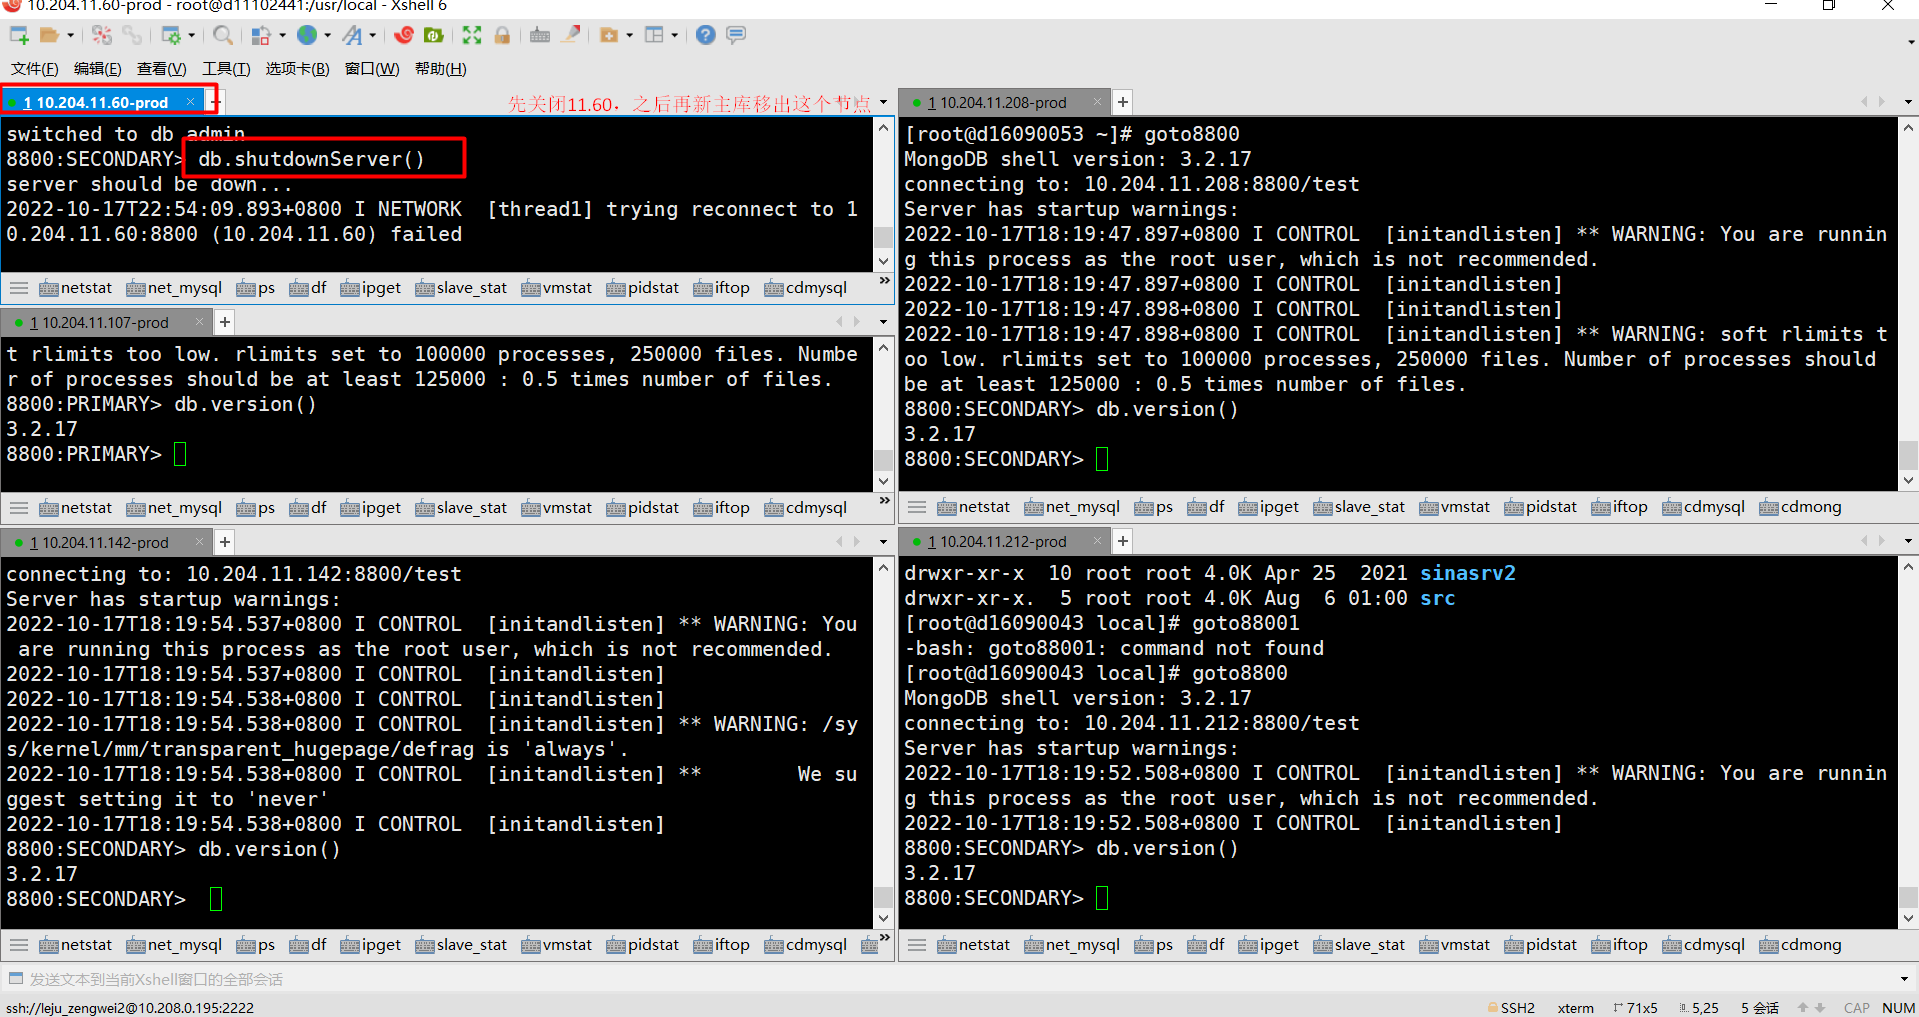 10.204.11.60-prod - root@d11102441:/usr/local - Xshell 6
文件(F) 编辑(E) 查看(V) 工具(T) 选项卡(B) 窗口(W) 帮助(H)
1 10.204.11.60-prod × +
先关闭11.60，之后再新主库移出这个节点
switched to db admin
8800:SECONDARY> db.shutdownServer()
server should be down...
2022-10-17T22:54:09.893+0800 I NETWORK  [thread1] trying reconnect to 1
0.204.11.60:8800 (10.204.11.60) failed
netstat net_mysql ps df ipget slave_stat vmstat pidstat iftop cdmysql »
1 10.204.11.107-prod × +
t rlimits too low. rlimits set to 100000 processes, 250000 files. Numbe
r of processes should be at least 125000 : 0.5 times number of files.
8800:PRIMARY> db.version()
3.2.17
8800:PRIMARY>
netstat net_mysql ps df ipget slave_stat vmstat pidstat iftop cdmysql »
1 10.204.11.142-prod × +
connecting to: 10.204.11.142:8800/test
Server has startup warnings:
2022-10-17T18:19:54.537+0800 I CONTROL  [initandlisten] ** WARNING: You
 are running this process as the root user, which is not recommended.
2022-10-17T18:19:54.537+0800 I CONTROL  [initandlisten]
2022-10-17T18:19:54.538+0800 I CONTROL  [initandlisten]
2022-10-17T18:19:54.538+0800 I CONTROL  [initandlisten] ** WARNING: /sy
s/kernel/mm/transparent_hugepage/defrag is 'always'.
2022-10-17T18:19:54.538+0800 I CONTROL  [initandlisten] **        We su
ggest setting it to 'never'
2022-10-17T18:19:54.538+0800 I CONTROL  [initandlisten]
8800:SECONDARY> db.version()
3.2.17
8800:SECONDARY>
netstat net_mysql ps df ipget slave_stat vmstat pidstat iftop cdmysql »
1 10.204.11.208-prod × +
[root@d16090053 ~]# goto8800
MongoDB shell version: 3.2.17
connecting to: 10.204.11.208:8800/test
Server has startup warnings:
2022-10-17T18:19:47.897+0800 I CONTROL  [initandlisten] ** WARNING: You are runnin
g this process as the root user, which is not recommended.
2022-10-17T18:19:47.897+0800 I CONTROL  [initandlisten]
2022-10-17T18:19:47.898+0800 I CONTROL  [initandlisten]
2022-10-17T18:19:47.898+0800 I CONTROL  [initandlisten] ** WARNING: soft rlimits t
oo low. rlimits set to 100000 processes, 250000 files. Number of processes should
be at least 125000 : 0.5 times number of files.
8800:SECONDARY> db.version()
3.2.17
8800:SECONDARY>
netstat net_mysql ps df ipget slave_stat vmstat pidstat iftop cdmysql cdmong
1 10.204.11.212-prod × +
drwxr-xr-x  10 root root 4.0K Apr 25  2021 sinasrv2
drwxr-xr-x.  5 root root 4.0K Aug  6 01:00 src
[root@d16090043 local]# goto88001
-bash: goto88001: command not found
[root@d16090043 local]# goto8800
MongoDB shell version: 3.2.17
connecting to: 10.204.11.212:8800/test
Server has startup warnings:
2022-10-17T18:19:52.508+0800 I CONTROL  [initandlisten] ** WARNING: You are runnin
g this process as the root user, which is not recommended.
2022-10-17T18:19:52.508+0800 I CONTROL  [initandlisten]
8800:SECONDARY> db.version()
3.2.17
8800:SECONDARY>
netstat net_mysql ps df ipget slave_stat vmstat pidstat iftop cdmysql cdmong
发送文本到当前Xshell窗口的全部会话
ssh://leju_zengwei2@10.208.0.195:2222 SSH2 xterm 71x5 5,25 5 会话 CAP NUM